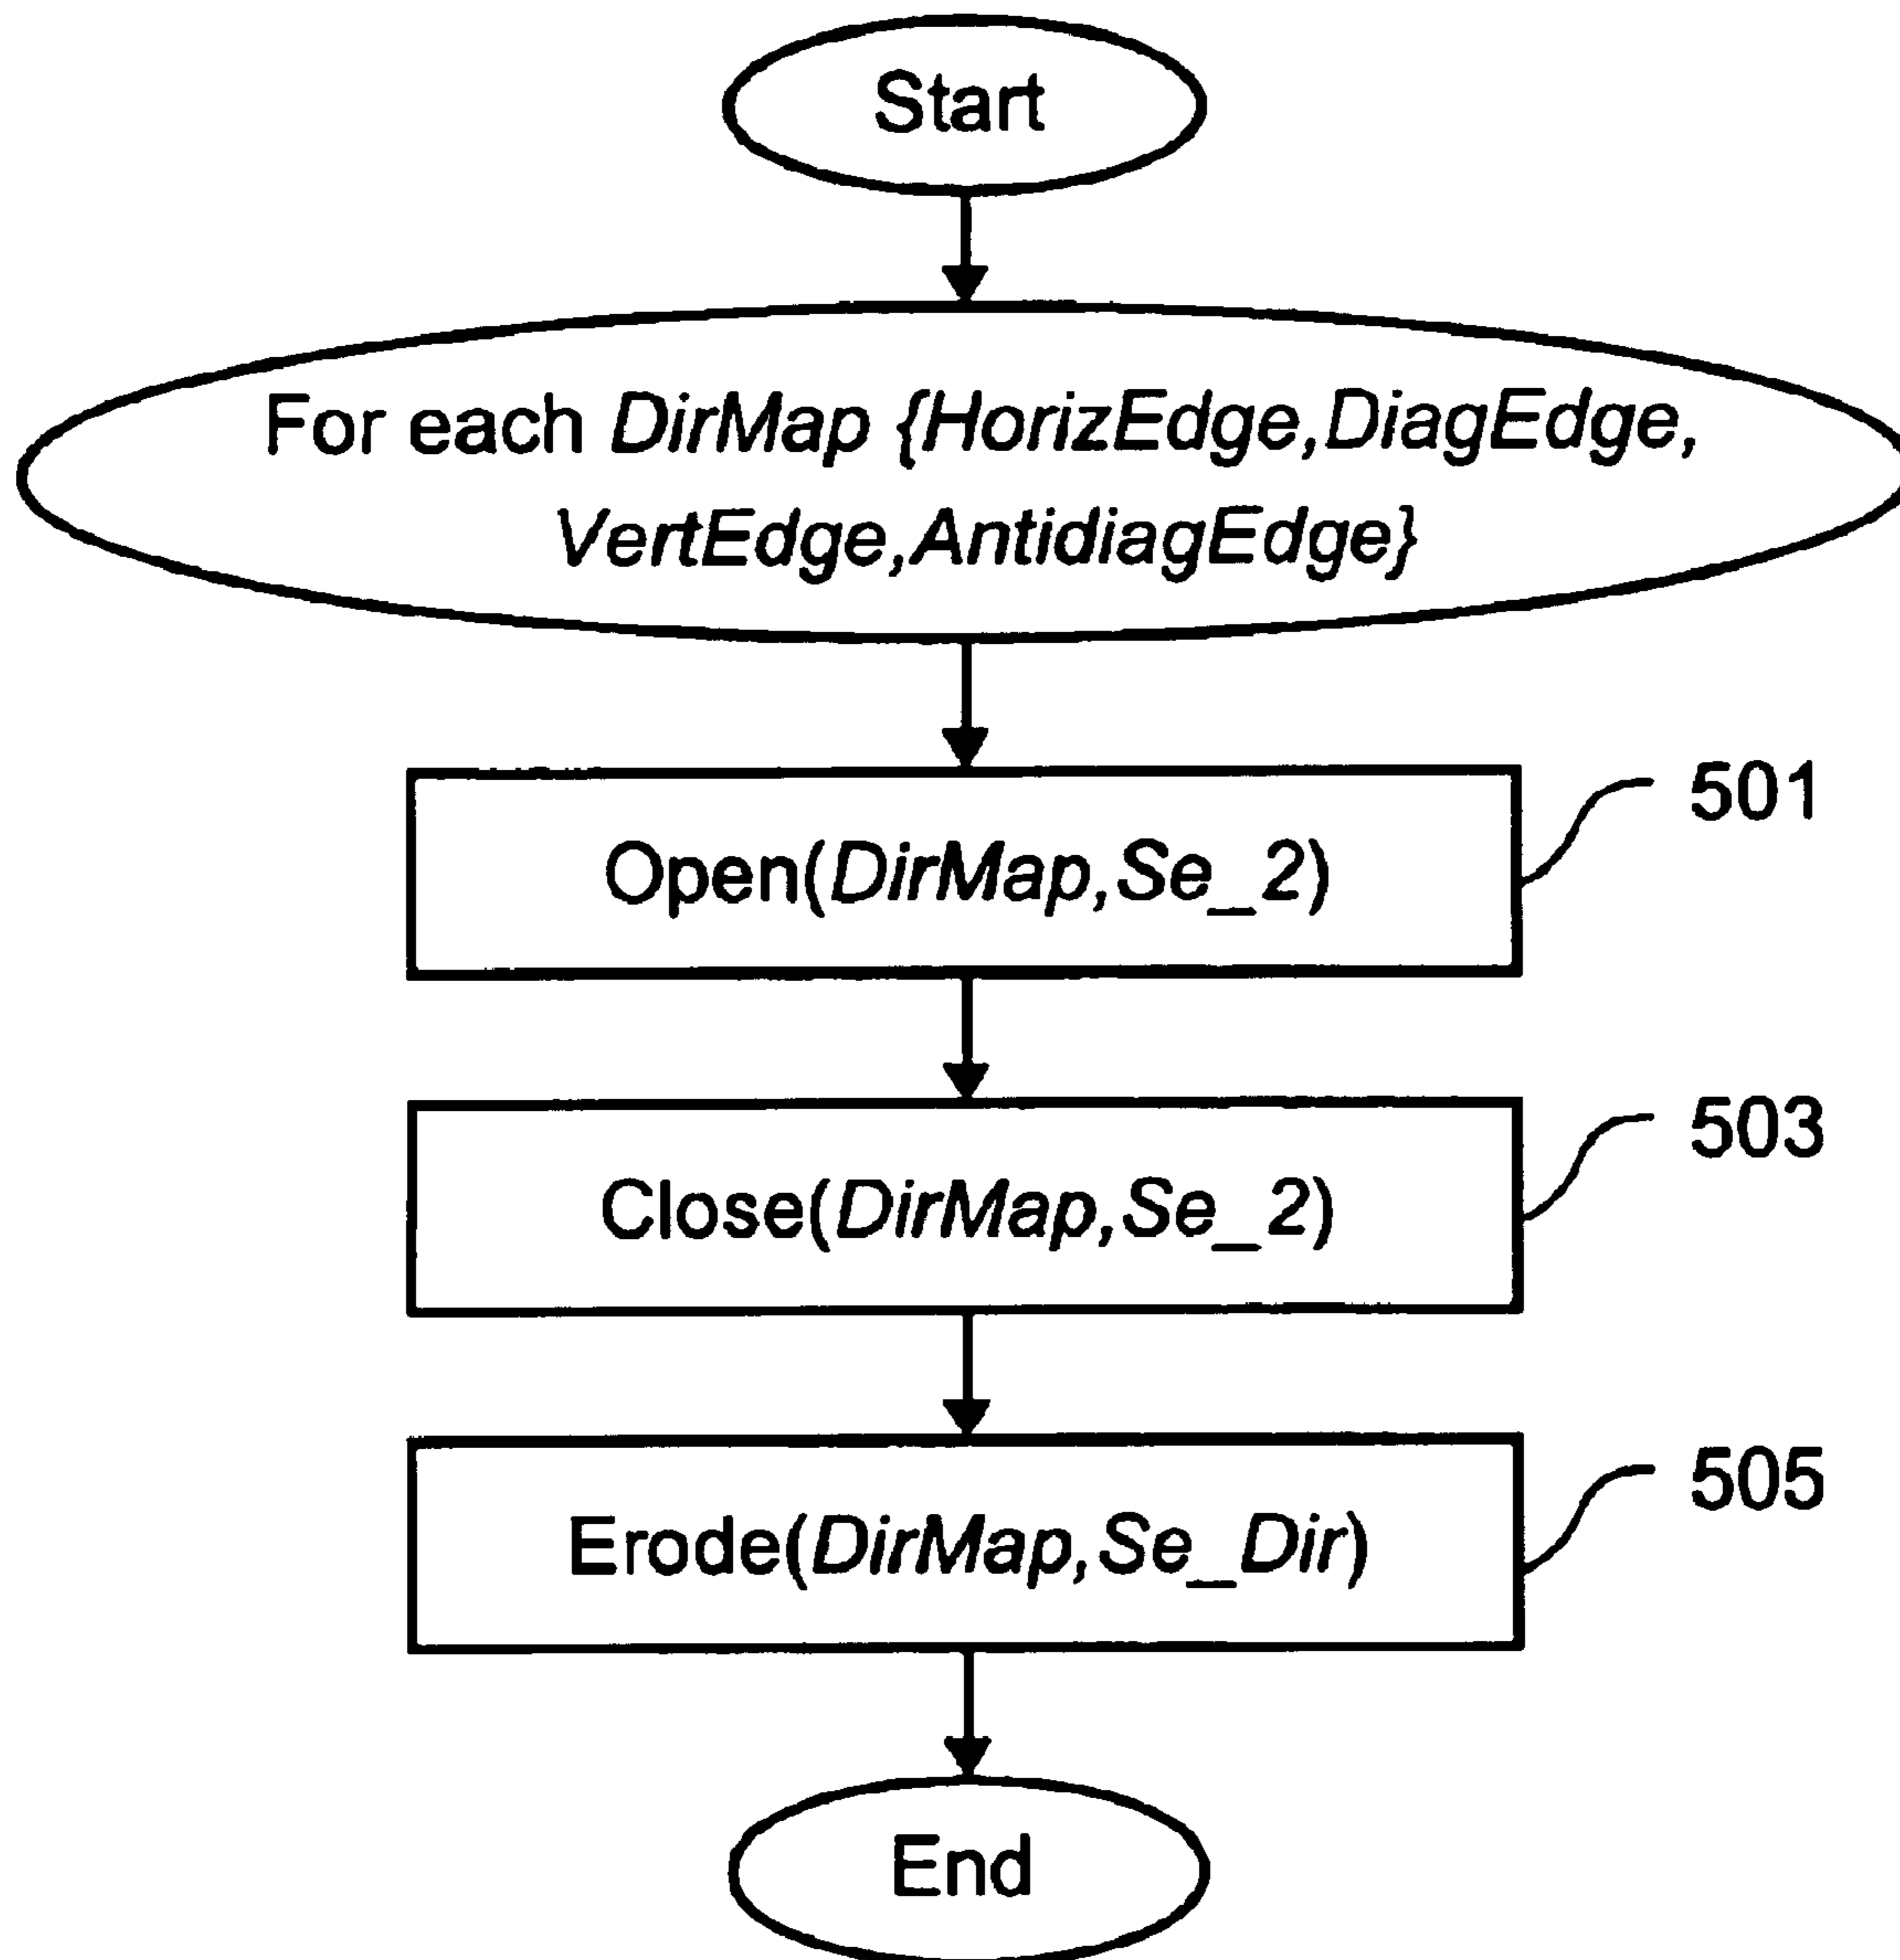 Start
For each DirMap {HorizEdge,DiagEdge,
VertEdge,AntidiagEdge}
501
Open(DirMap,Se_2)
503
Close(DirMap,Se_2)
505
Erode(DirMap,Se_Dir)
End